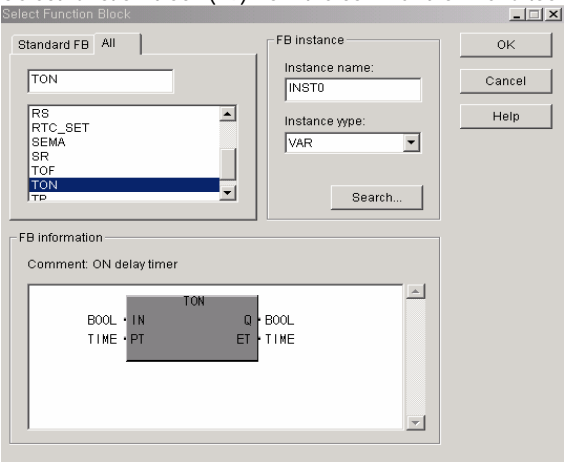 Select Function Block
Standard FB All
TON
RS
RTC_SET
SEMA
SR
TOF
TON
TP
FB instance
Instance name:
INST0
Instance yype:
VAR
Search...
OK
Cancel
Help
FB information
Comment: ON delay timer
TON
BOOL IN Q BOOL
TIME PT ET TIME